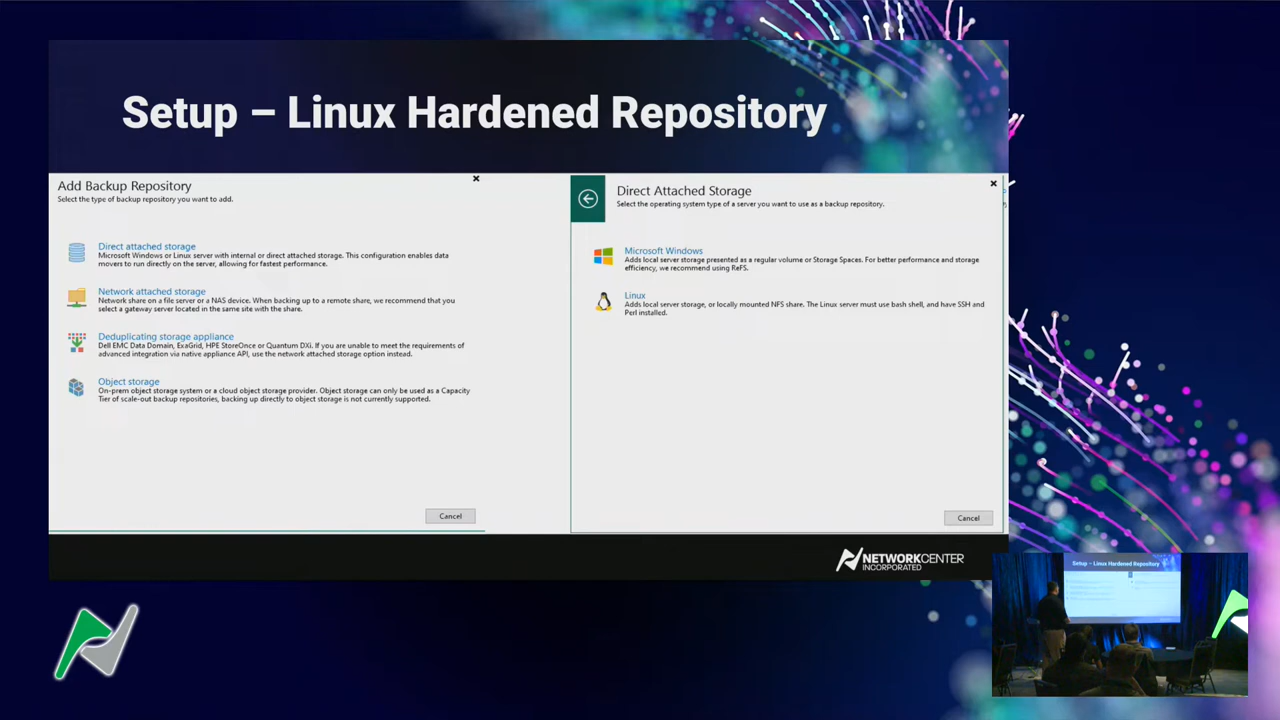 Setup – Linux Hardened Repository
Add Backup Repository
Select the type of backup repository you want to add.
Direct attached storage
Microsoft Windows or Linux server with internal or direct attached storage. This configuration enables data
movers to run directly on the server, allowing for fastest performance.
Network attached storage
Network share on a file server or a NAS device. When backing up to a remote share, we recommend that you
select a gateway server located in the same site with the share.
Deduplicating storage appliance
Dell EMC Data Domain, ExaGrid, HPE StoreOnce or Quantum DXi. If you are unable to meet the requirements of
advanced integration via native appliance API, use the network attached storage option instead.
Object storage
On-prem object storage system or a cloud object storage provider. Object storage can only be used as a Capacity
Tier of scale-out backup repositories, backing up directly to object storage is not currently supported.
Cancel
Direct Attached Storage
Select the operating system type of a server you want to use as a backup repository.
Microsoft Windows
Adds local server storage presented as a regular volume or Storage Spaces. For better performance and storage
efficiency, we recommend using ReFS.
Linux
Adds local server storage, or locally mounted NFS share. The Linux server must use bash shell, and have SSH and
Perl installed.
Cancel
NETWORKCENTER
INCORPORATED
Setup – Linux Hardened Repository